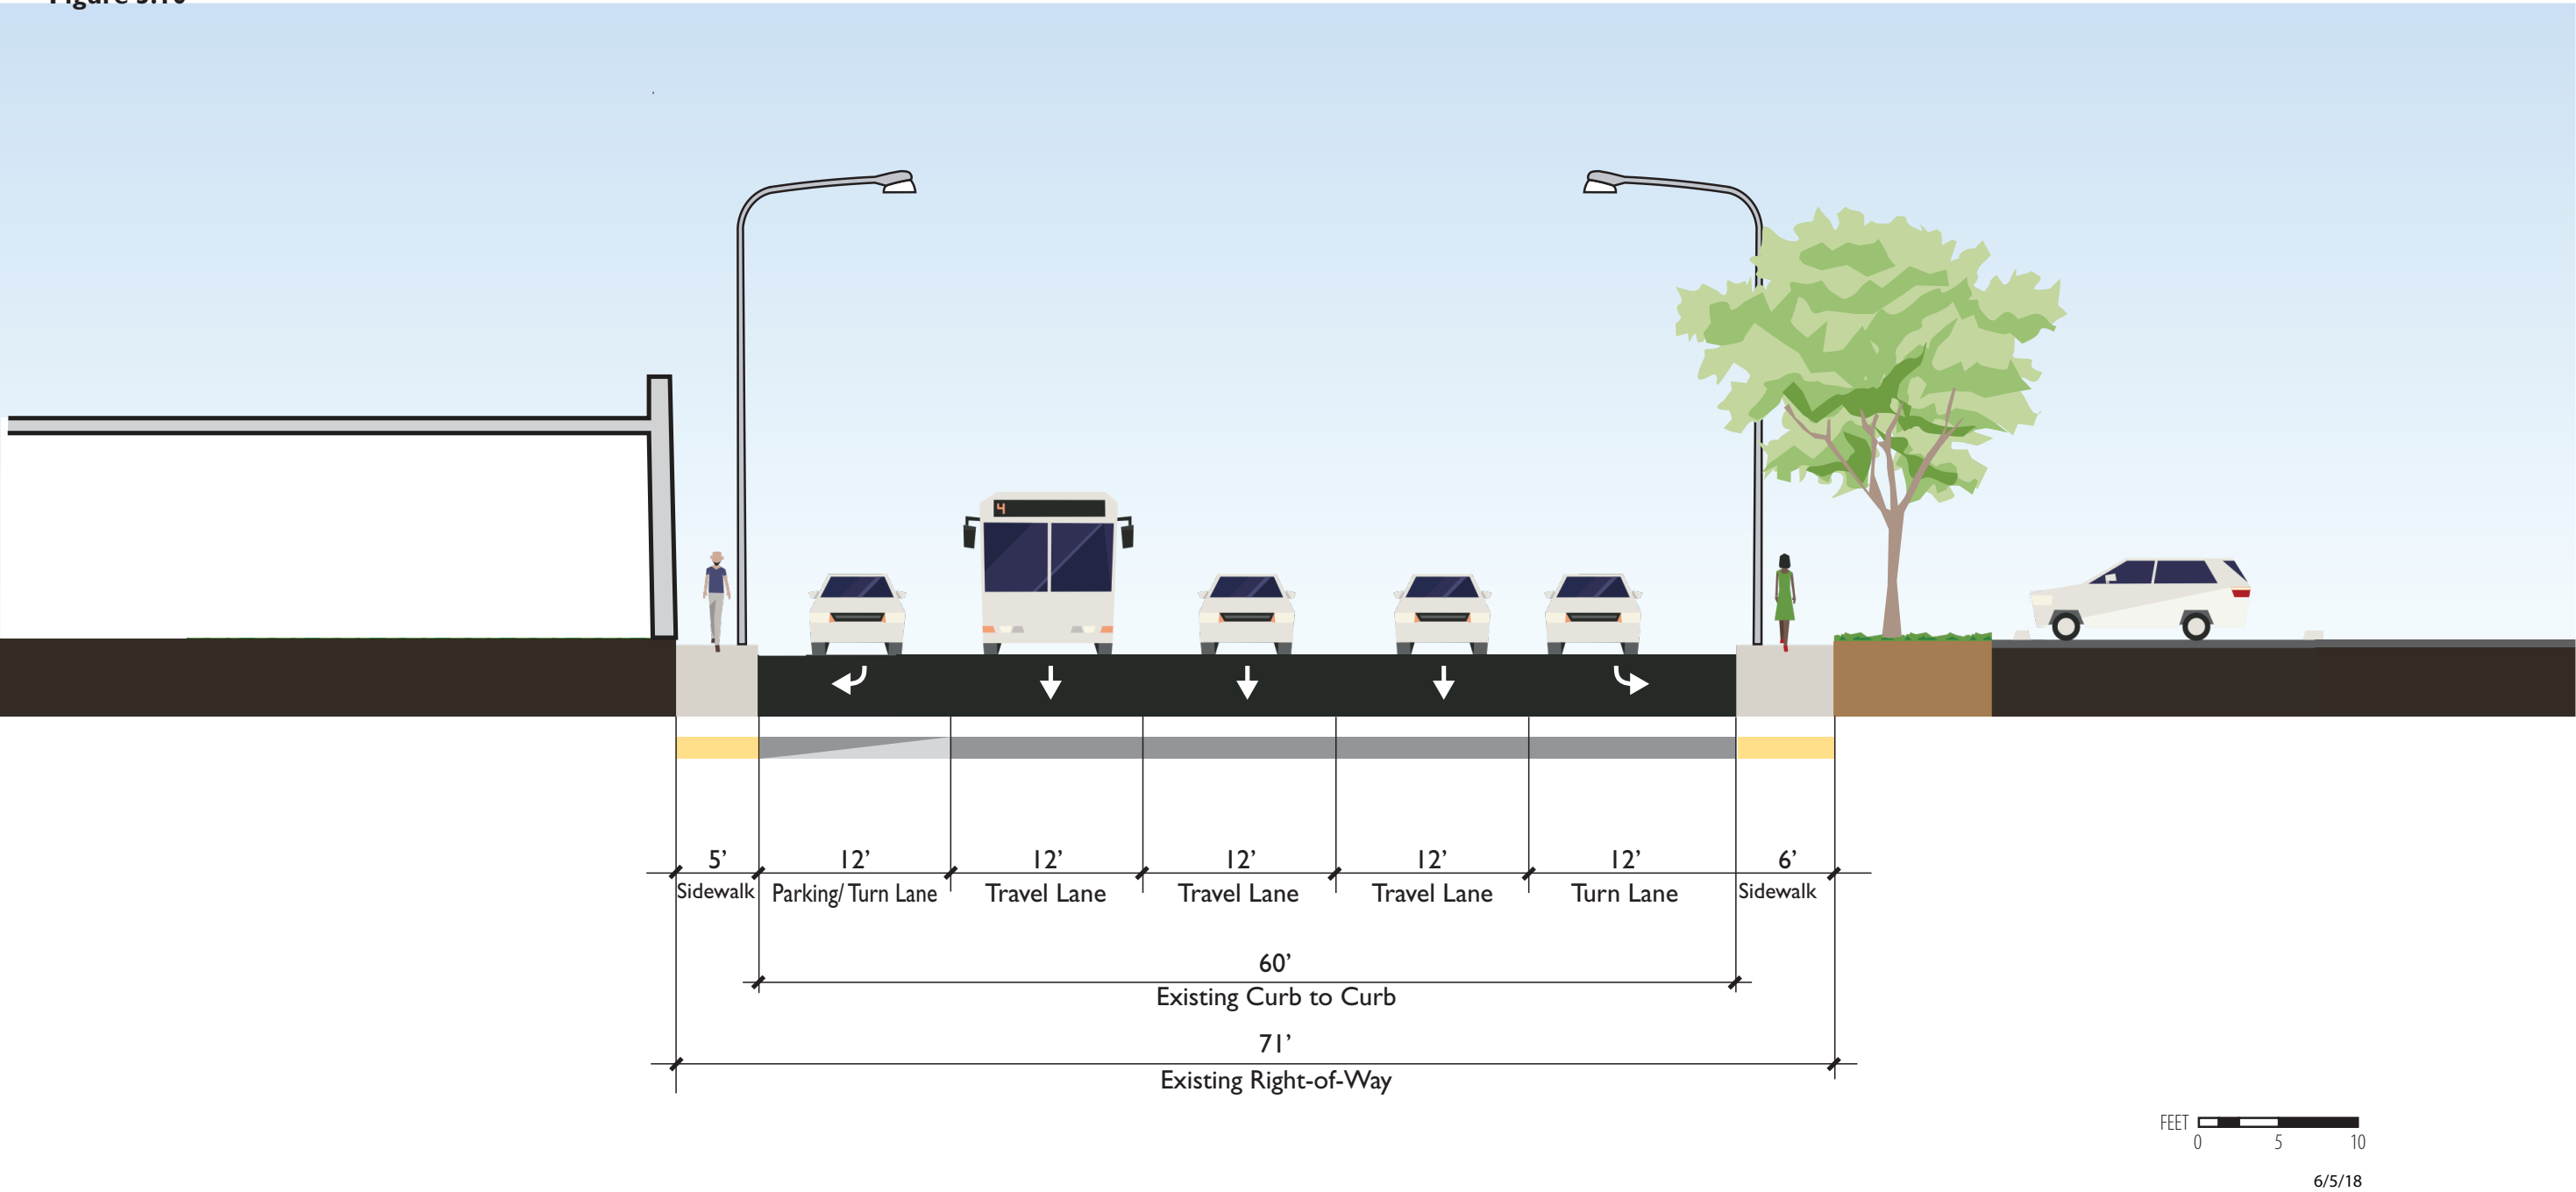 4
5’ 12’ 12’ 12’ 12’ 12’ 6’
Sidewalk Parking/ Turn Lane Travel Lane Travel Lane Travel Lane Turn Lane Sidewalk
60’
Existing Curb to Curb
71’
Existing Right-of-Way
FEET
0 5 10
6/5/18